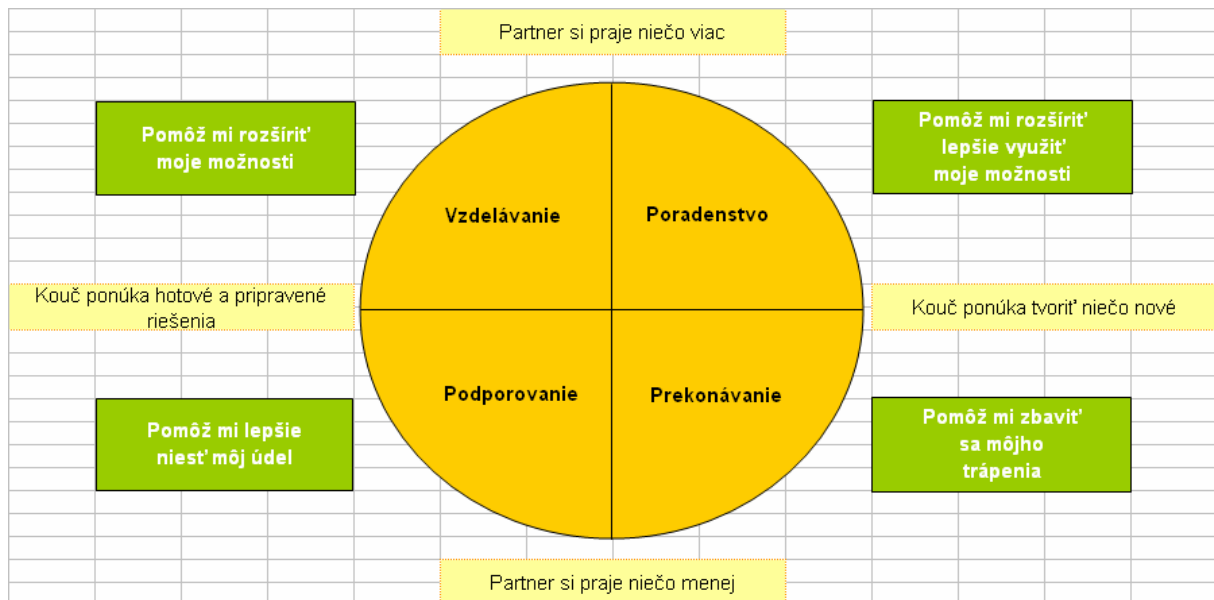 Partner si praje niečo viac
Pomôž mi rozšíriť
moje možnosti
Pomôž mi rozšíriť
lepšie využiť
moje možnosti
Vzdelávanie
Poradenstvo
Kouč ponúka hotové a pripravené
riešenia
Kouč ponúka tvoriť niečo nové
Podporovanie
Prekonávanie
Pomôž mi lepšie
niesť môj údel
Pomôž mi zbaviť
sa môjho
trápenia
Partner si praje niečo menej